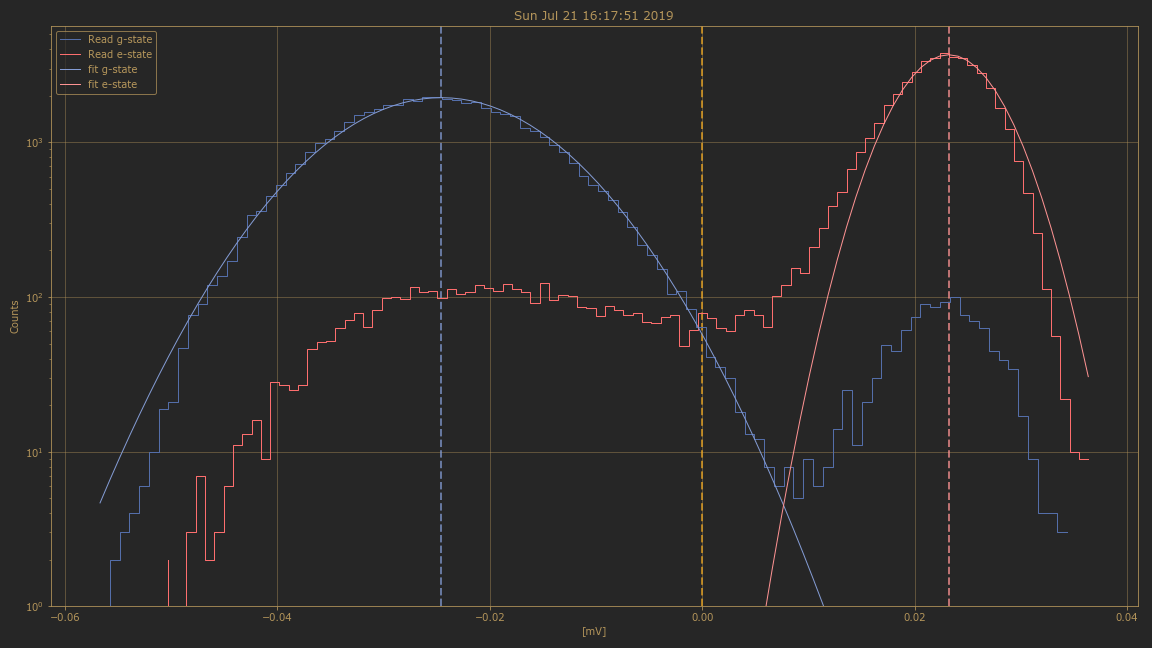 Sun Jul 21 16:17:51 2019
Read g-state
Read e-state
fit g-state
fit e-state
Counts
10³
10²
10¹
10⁰
−0.06
−0.04
−0.02
0.00
0.02
0.04
[mV]